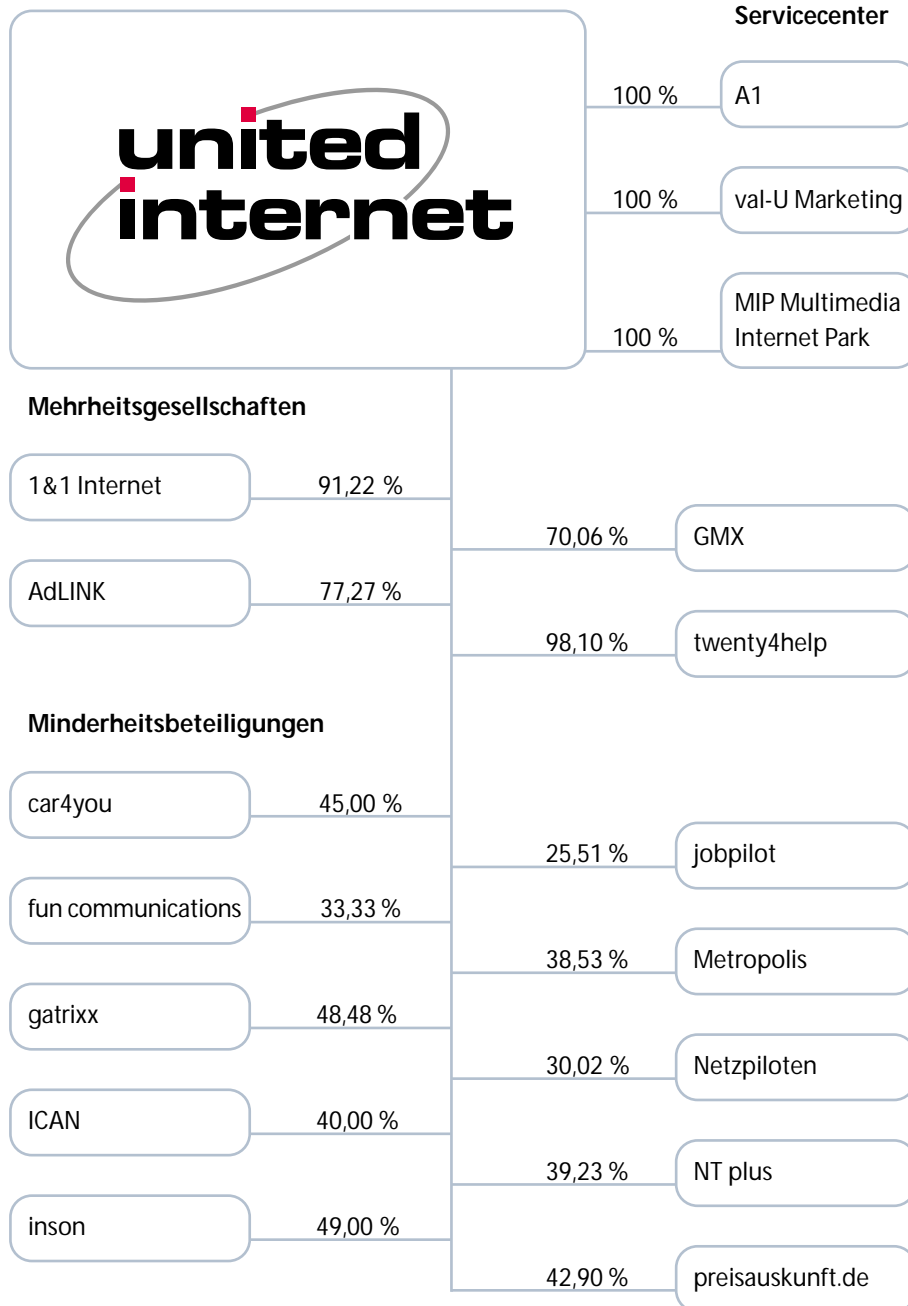 Servicecenter
united
internet
100 %
A1
100 %
val-U Marketing
100 %
MIP Multimedia
Internet Park
Mehrheitsgesellschaften
1&1 Internet
91,22 %
70,06 %
GMX
AdLINK
77,27 %
98,10 %
twenty4help
Minderheitsbeteiligungen
car4you
45,00 %
25,51 %
jobpilot
fun communications
33,33 %
38,53 %
Metropolis
gatrixx
48,48 %
30,02 %
Netzpiloten
ICAN
40,00 %
39,23 %
NT plus
inson
49,00 %
42,90 %
preisauskunft.de